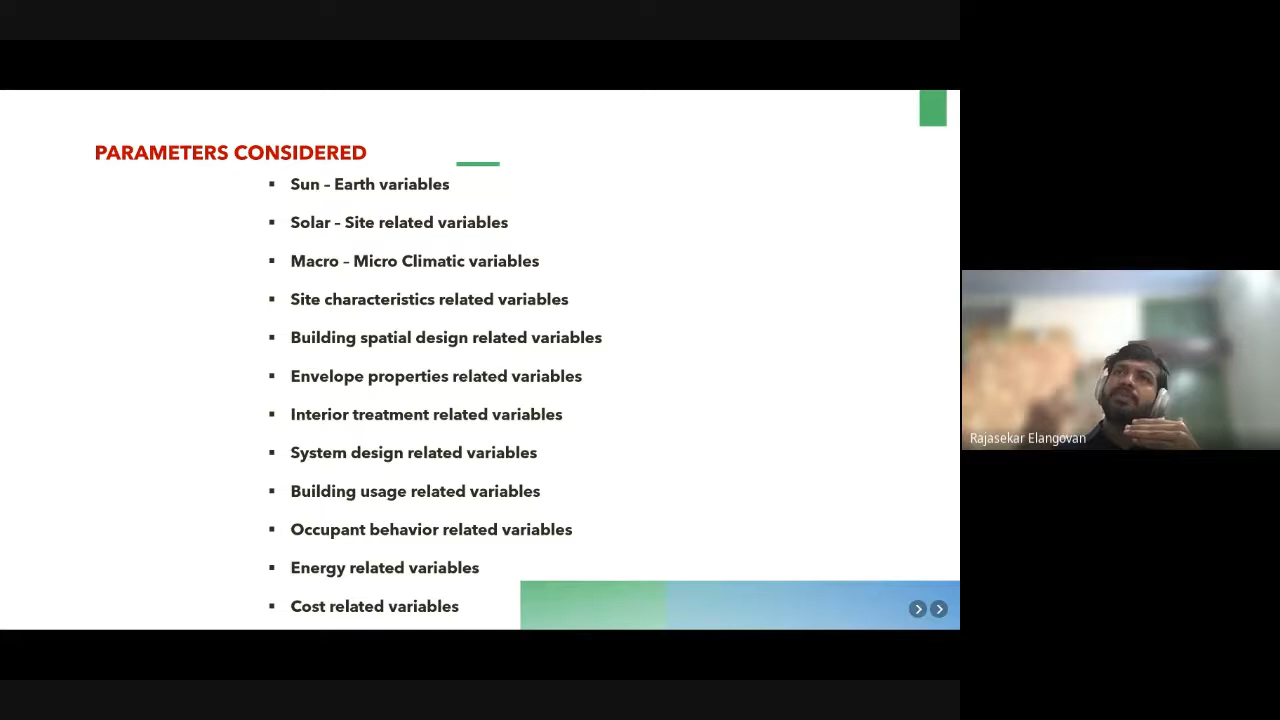 PARAMETERS CONSIDERED
▪ Sun – Earth variables
▪ Solar – Site related variables
▪ Macro – Micro Climatic variables
▪ Site characteristics related variables
▪ Building spatial design related variables
▪ Envelope properties related variables
▪ Interior treatment related variables
▪ System design related variables
▪ Building usage related variables
▪ Occupant behavior related variables
▪ Energy related variables
▪ Cost related variables
Rajasekar Elangovan